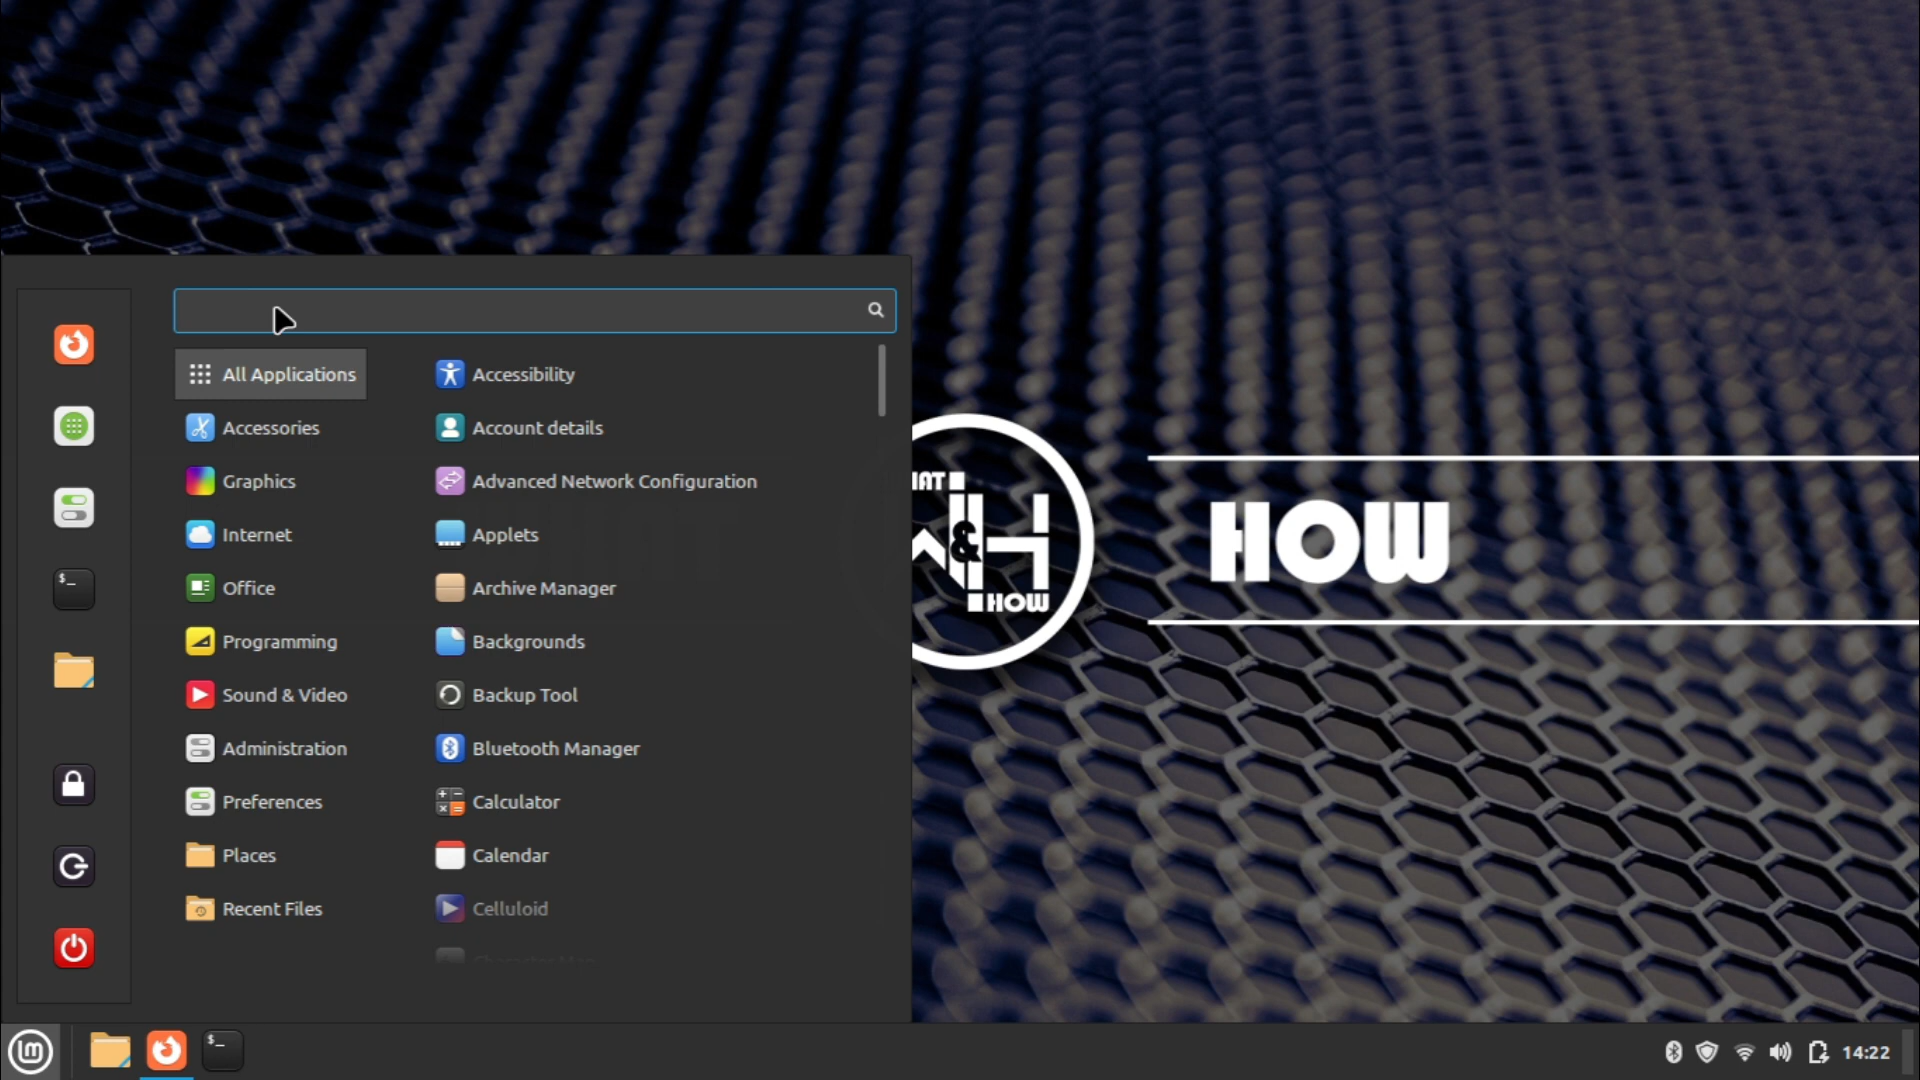 All Applications
Accessories
Graphics
Internet
Office
Programming
Sound & Video
Administration
Preferences
Places
Recent Files
Accessibility
Account details
Advanced Network Configuration
Applets
Archive Manager
Backgrounds
Backup Tool
Bluetooth Manager
Calculator
Calendar
Celluloid
&
HOW
HOW
$_
$_
14:22